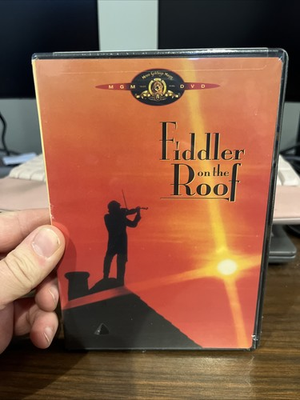 MGM DVD
Fiddler
on the
Roof